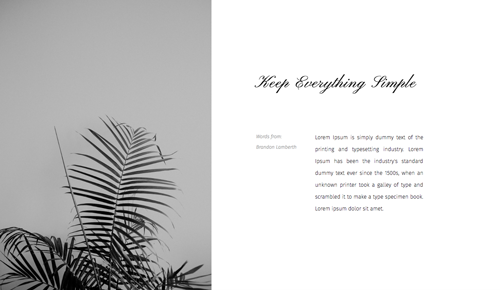 Keep Everything Simple
Words from
Brandon Lamberth
Lorem Ipsum is simply dummy text of the
printing and typesetting industry. Lorem
Ipsum has been the industry's standard
dummy text ever since the 1500s, when an
unknown printer took a galley of type and
scrambled it to make a type specimen book.
Lorem ipsum dolor sit amet.